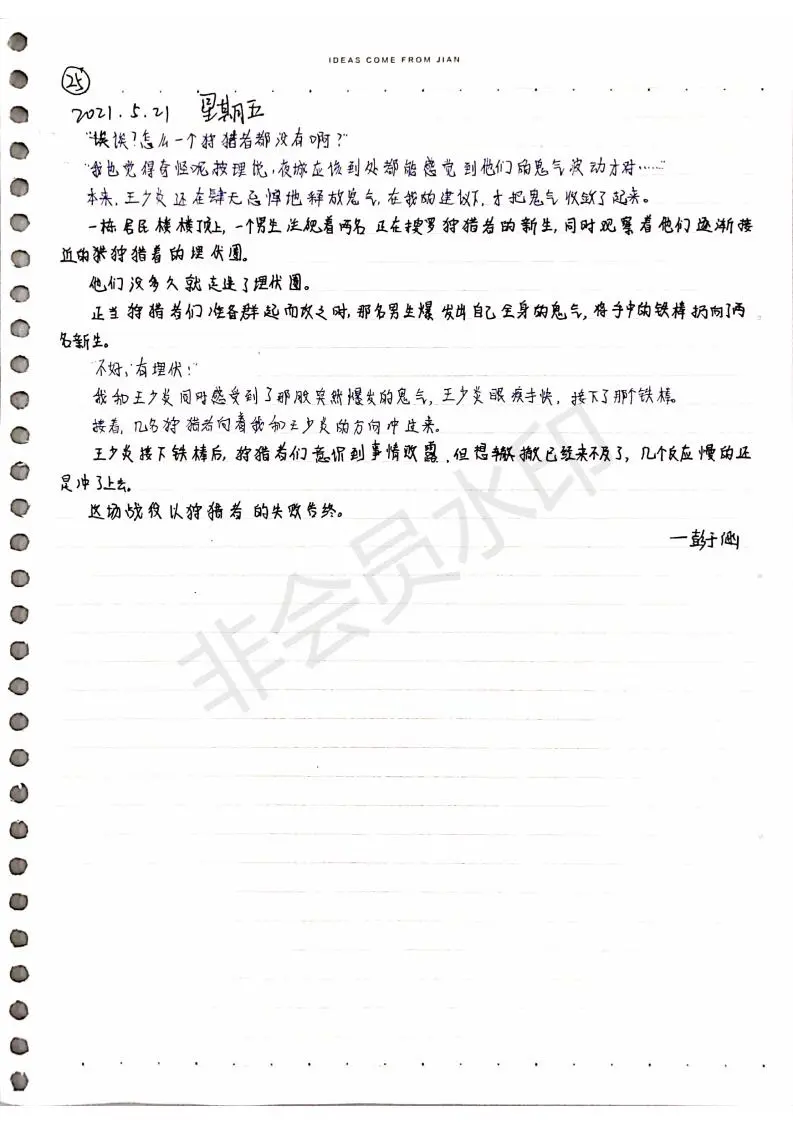 IDEAS COME FROM JIAN
25
2021.5.21 星期五
"诶诶?怎么一个狩猎者都没有啊?"
"我也觉得奇怪呢按理说,夜城应该到处都能感觉到他们的鬼气波动才对……"
本来,王少炎还在肆无忌惮地释放鬼气,在我的建议下,才把鬼气收敛了起来。
一栋居民楼楼顶上,一个男生注视着两名正在搜罗狩猎者的新生,同时观察着他们逐渐接
近的狩猎者的埋伏圈。
他们没多久就走进了埋伏圈。
正当狩猎者们准备群起而攻之时,那名男生爆发出自己全身的鬼气,将手中的铁棒扔向了两
名新生。
"不好,有埋伏!"
我和王少炎同时感受到了那股突然爆发的鬼气,王少炎眼疾手快,接下了那个铁棒。
接着,几名狩猎者向着我和王少炎的方向冲过来。
王少炎接下铁棒后,狩猎者们意识到事情败露,但想撤已经来不及了,几个反应慢的还
是冲了上去。
这场战役以狩猎者的失败告终。
—彭于
非会员水印